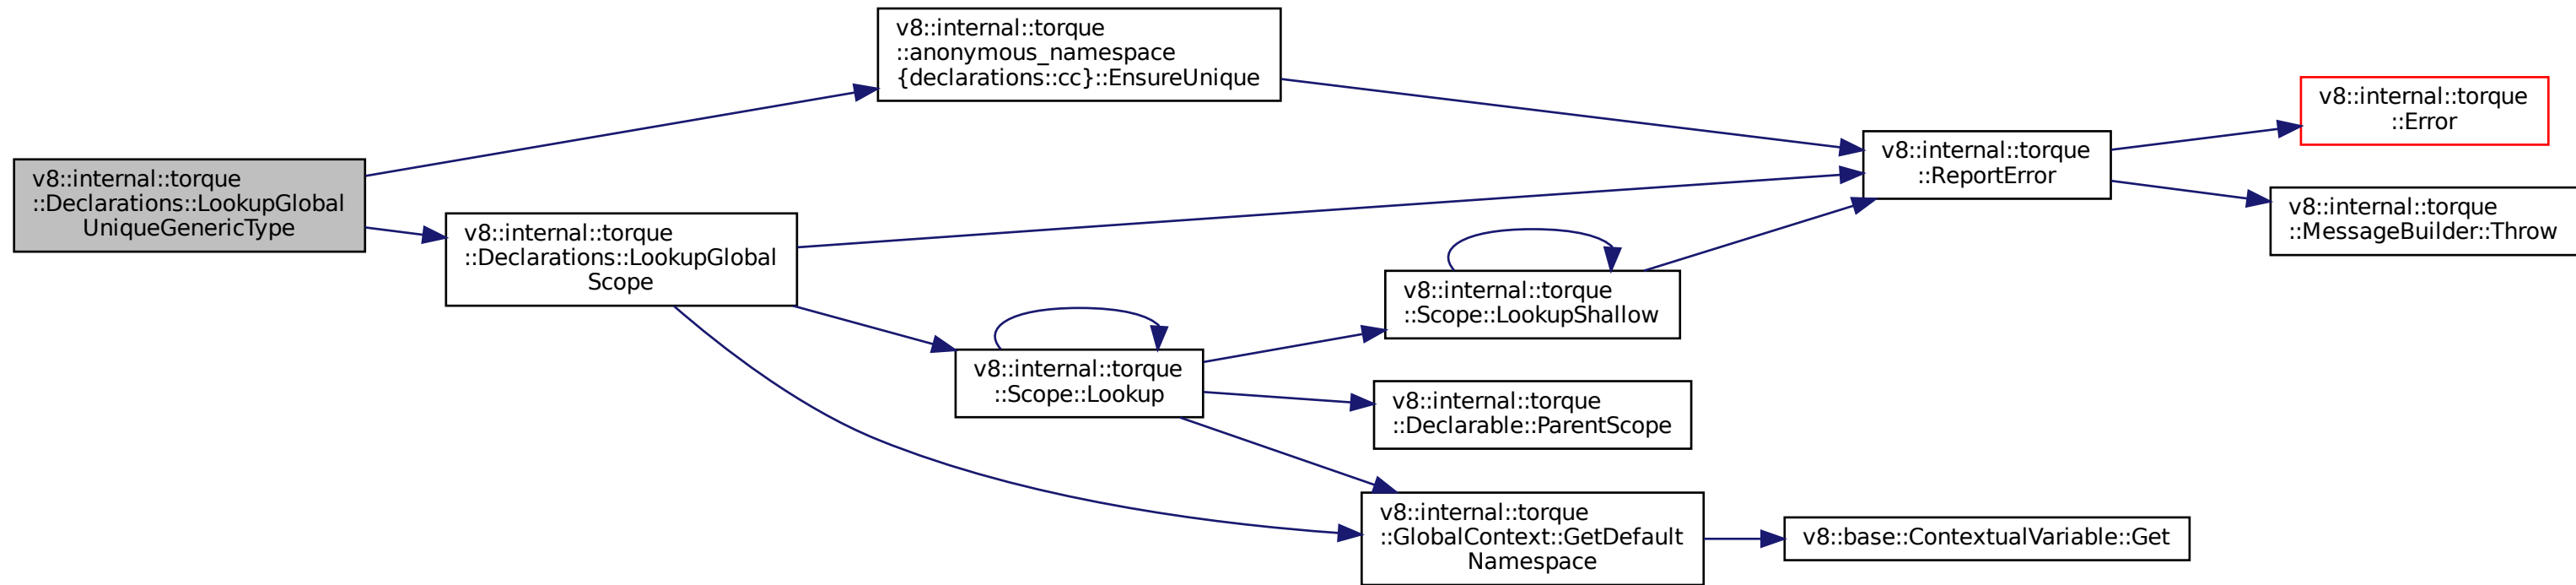 v8::internal::torque
::Declarations::LookupGlobal
UniqueGenericType
v8::internal::torque
::anonymous_namespace
{declarations::cc}::EnsureUnique
v8::internal::torque
::Declarations::LookupGlobal
Scope
v8::internal::torque
::Scope::Lookup
v8::internal::torque
::Scope::LookupShallow
v8::internal::torque
::Declarable::ParentScope
v8::internal::torque
::GlobalContext::GetDefault
Namespace
v8::base::ContextualVariable::Get
v8::internal::torque
::ReportError
v8::internal::torque
::Error
v8::internal::torque
::MessageBuilder::Throw